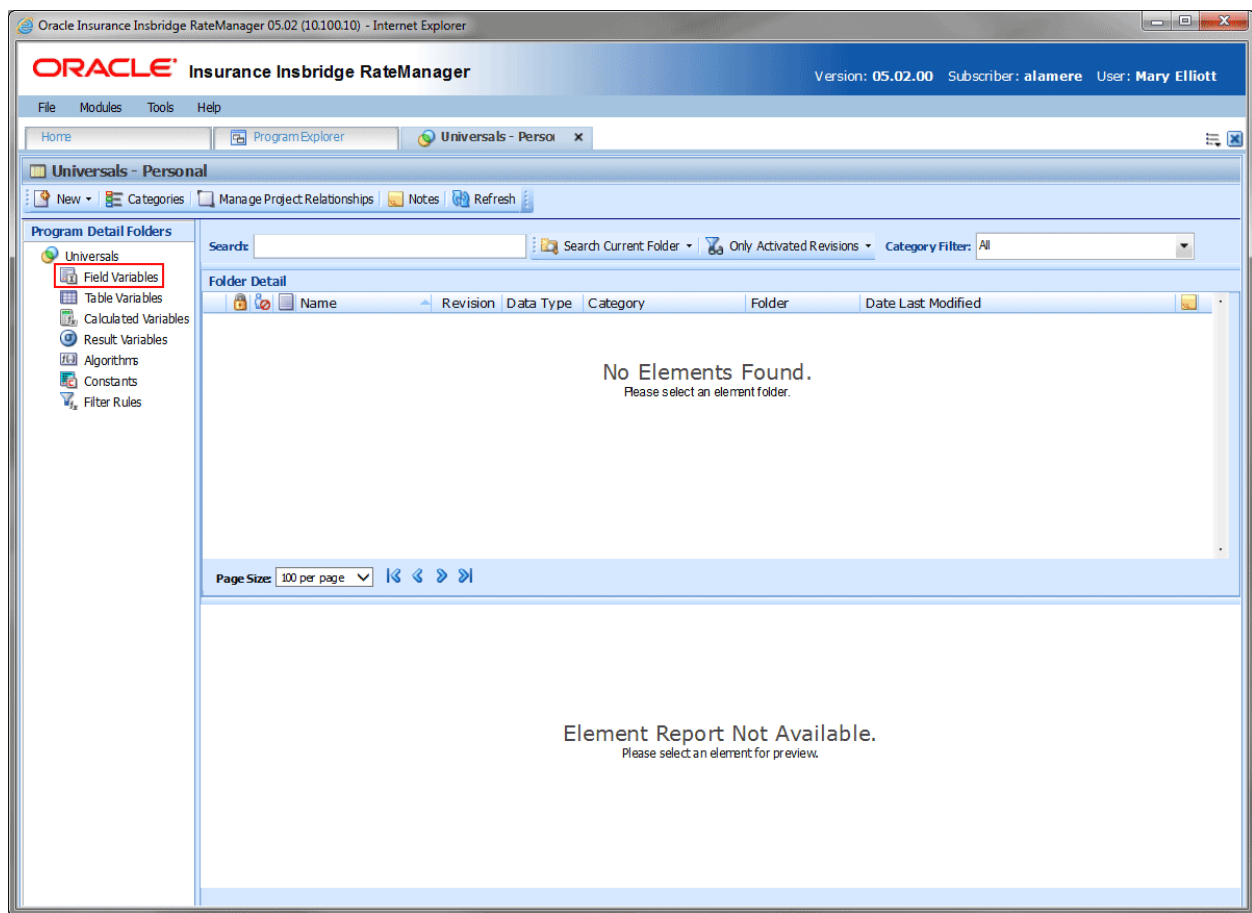 Oracle Insurance Insbridge RateManager 05.02 (10.100.10) - Internet Explorer
ORACLE Insurance Insbridge RateManager
Version: 05.02.00 Subscriber: alamere User: Mary Elliott
File Modules Tools Help
Home Program Explorer Universals - Perso x
Universals - Personal
New Categories Manage Project Relationships Notes Refresh
Program Detail Folders
Universals
Field Variables
Table Variables
Calculated Variables
Result Variables
Algorithms
Constants
Filter Rules
Search: Search Current Folder Only Activated Revisions Category Filter: All
Folder Detail
Name Revision Data Type Category Folder Date Last Modified
No Elements Found.
Please select an element folder.
Page Size: 100 per page
Element Report Not Available.
Please select an element for preview.